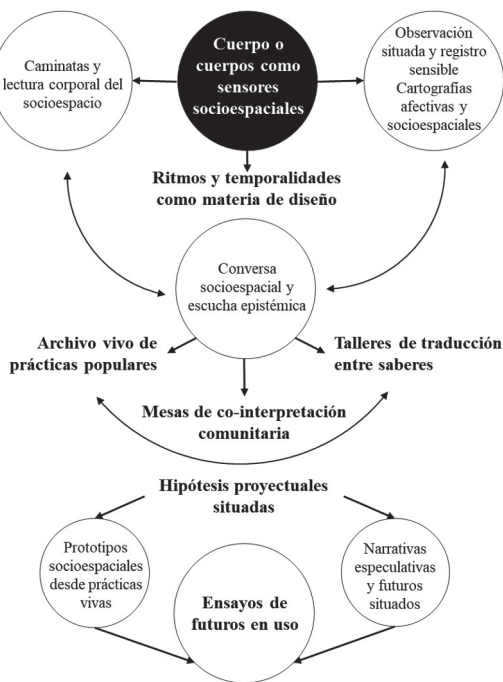 Cuerpo o
cuerpos como
sensores
socioespaciales
Caminatas y
lectura corporal del
socioespacio
Observación
situada y registro
sensible
Cartografías
afectivas y
socioespaciales
Ritmos y temporalidades
como materia de diseño
Conversa
socioespacial y
escucha epistémica
Archivo vivo de
prácticas populares
Talleres de traducción
entre saberes
Mesas de co-interpretación
comunitaria
Hipótesis proyectuales
situadas
Prototipos
socioespaciales
desde prácticas
vivas
Narrativas
especulativas
y futuros
situados
Ensayos de
futuros en uso